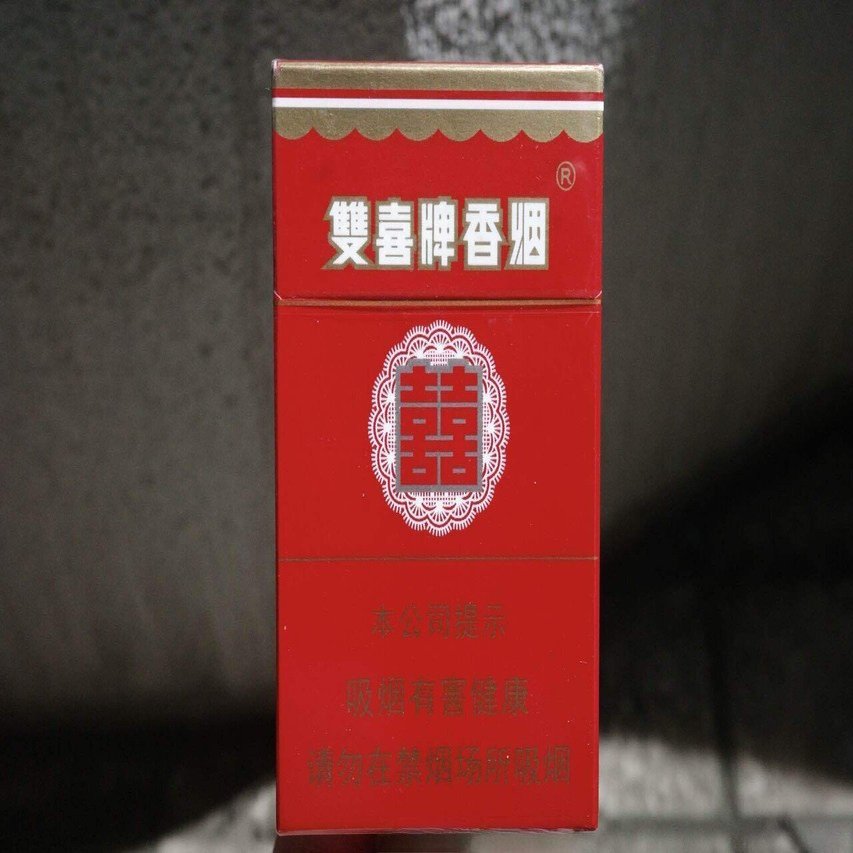 ®
雙喜牌香烟
囍
本公司提示
吸烟有害健康
请勿在禁烟场所吸烟